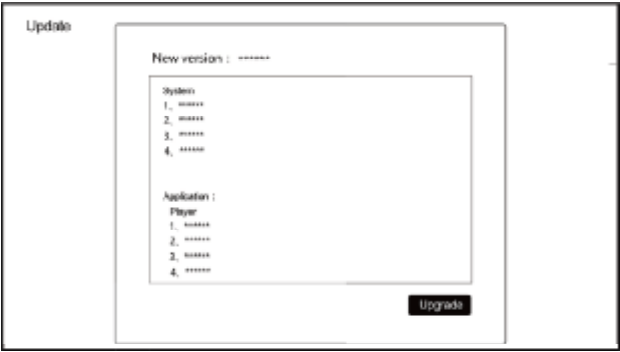 Update
New version : ******
System
1、******
2、******
3、******
4、******
Application :
Player
1、******
2、******
3、******
4、******
Upgrade